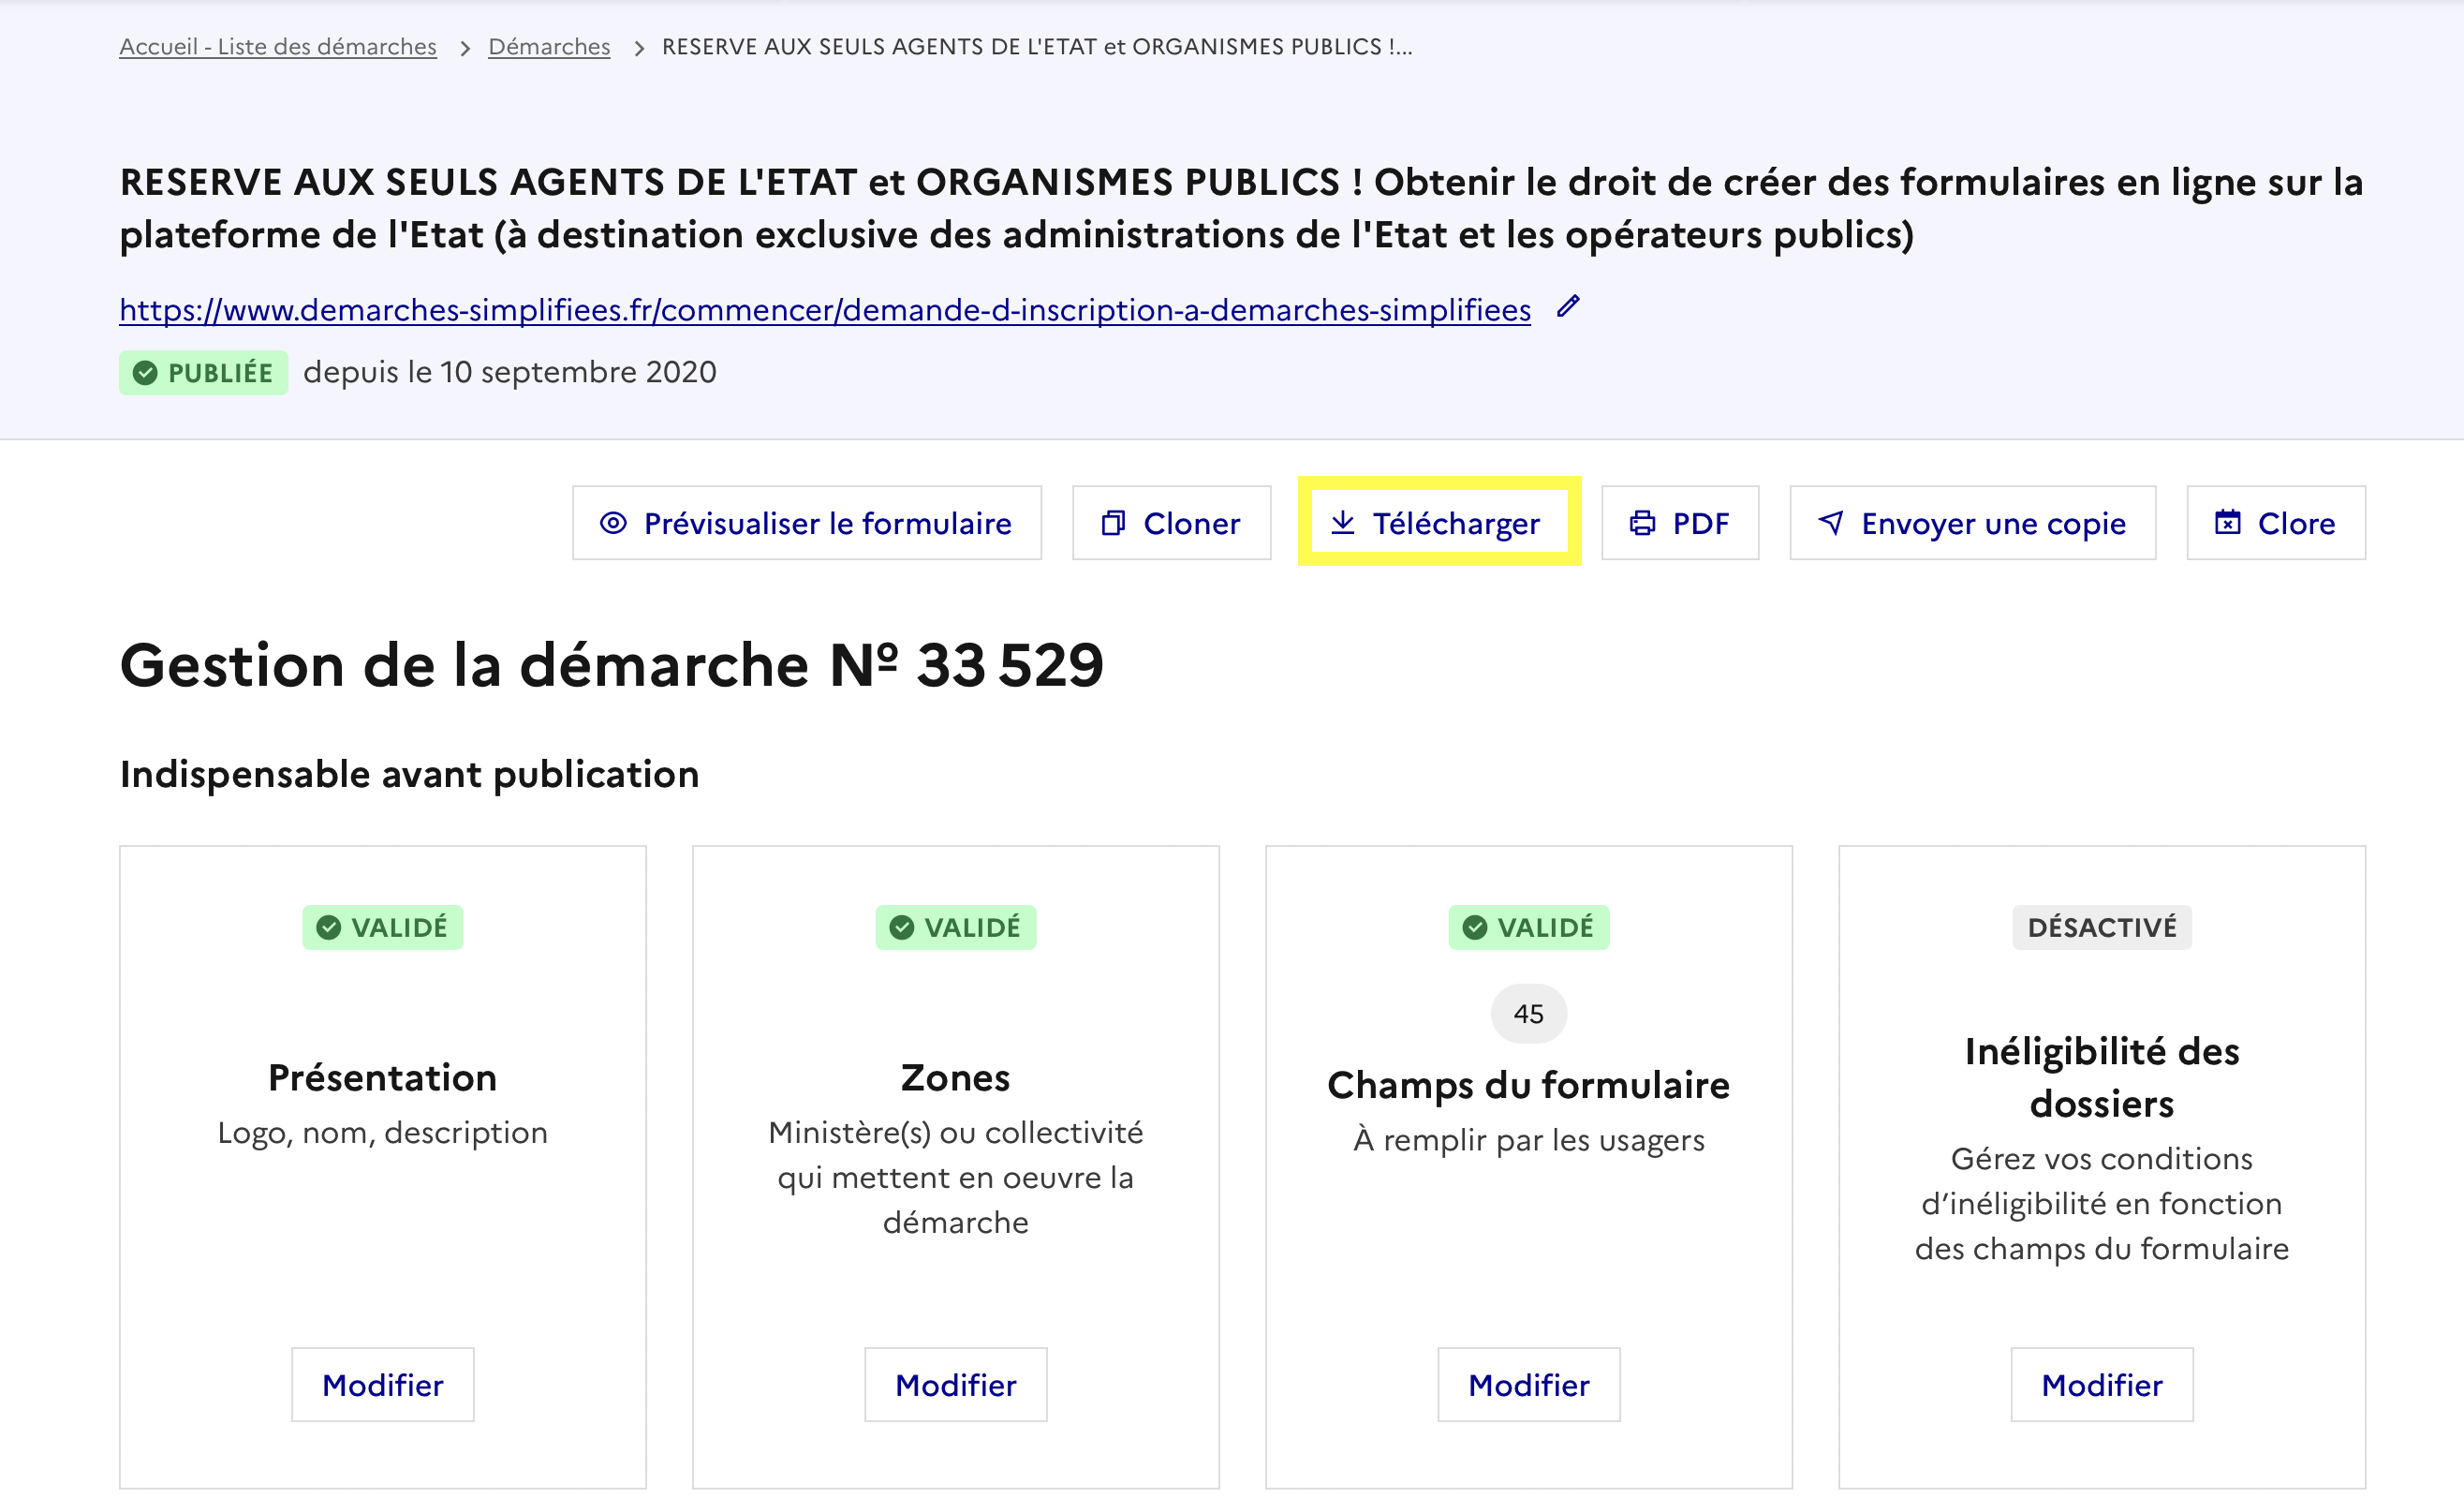 Accueil - Liste des démarches > Démarches > RESERVE AUX SEULS AGENTS DE L'ETAT et ORGANISMES PUBLICS !...
RESERVE AUX SEULS AGENTS DE L'ETAT et ORGANISMES PUBLICS ! Obtenir le droit de créer des formulaires en ligne sur la
plateforme de l'Etat (à destination exclusive des administrations de l'Etat et les opérateurs publics)
https://www.demarches-simplifiees.fr/commencer/demande-d-inscription-a-demarches-simplifiees
PUBLIÉE depuis le 10 septembre 2020
Prévisualiser le formulaire Cloner Télécharger PDF Envoyer une copie Clore
Gestion de la démarche Nº 33 529
Indispensable avant publication
VALIDÉ
Présentation
Logo, nom, description
Modifier
VALIDÉ
Zones
Ministère(s) ou collectivité
qui mettent en oeuvre la
démarche
Modifier
VALIDÉ
45
Champs du formulaire
À remplir par les usagers
Modifier
DÉSACTIVÉ
Inéligibilité des
dossiers
Gérez vos conditions
d’inéligibilité en fonction
des champs du formulaire
Modifier